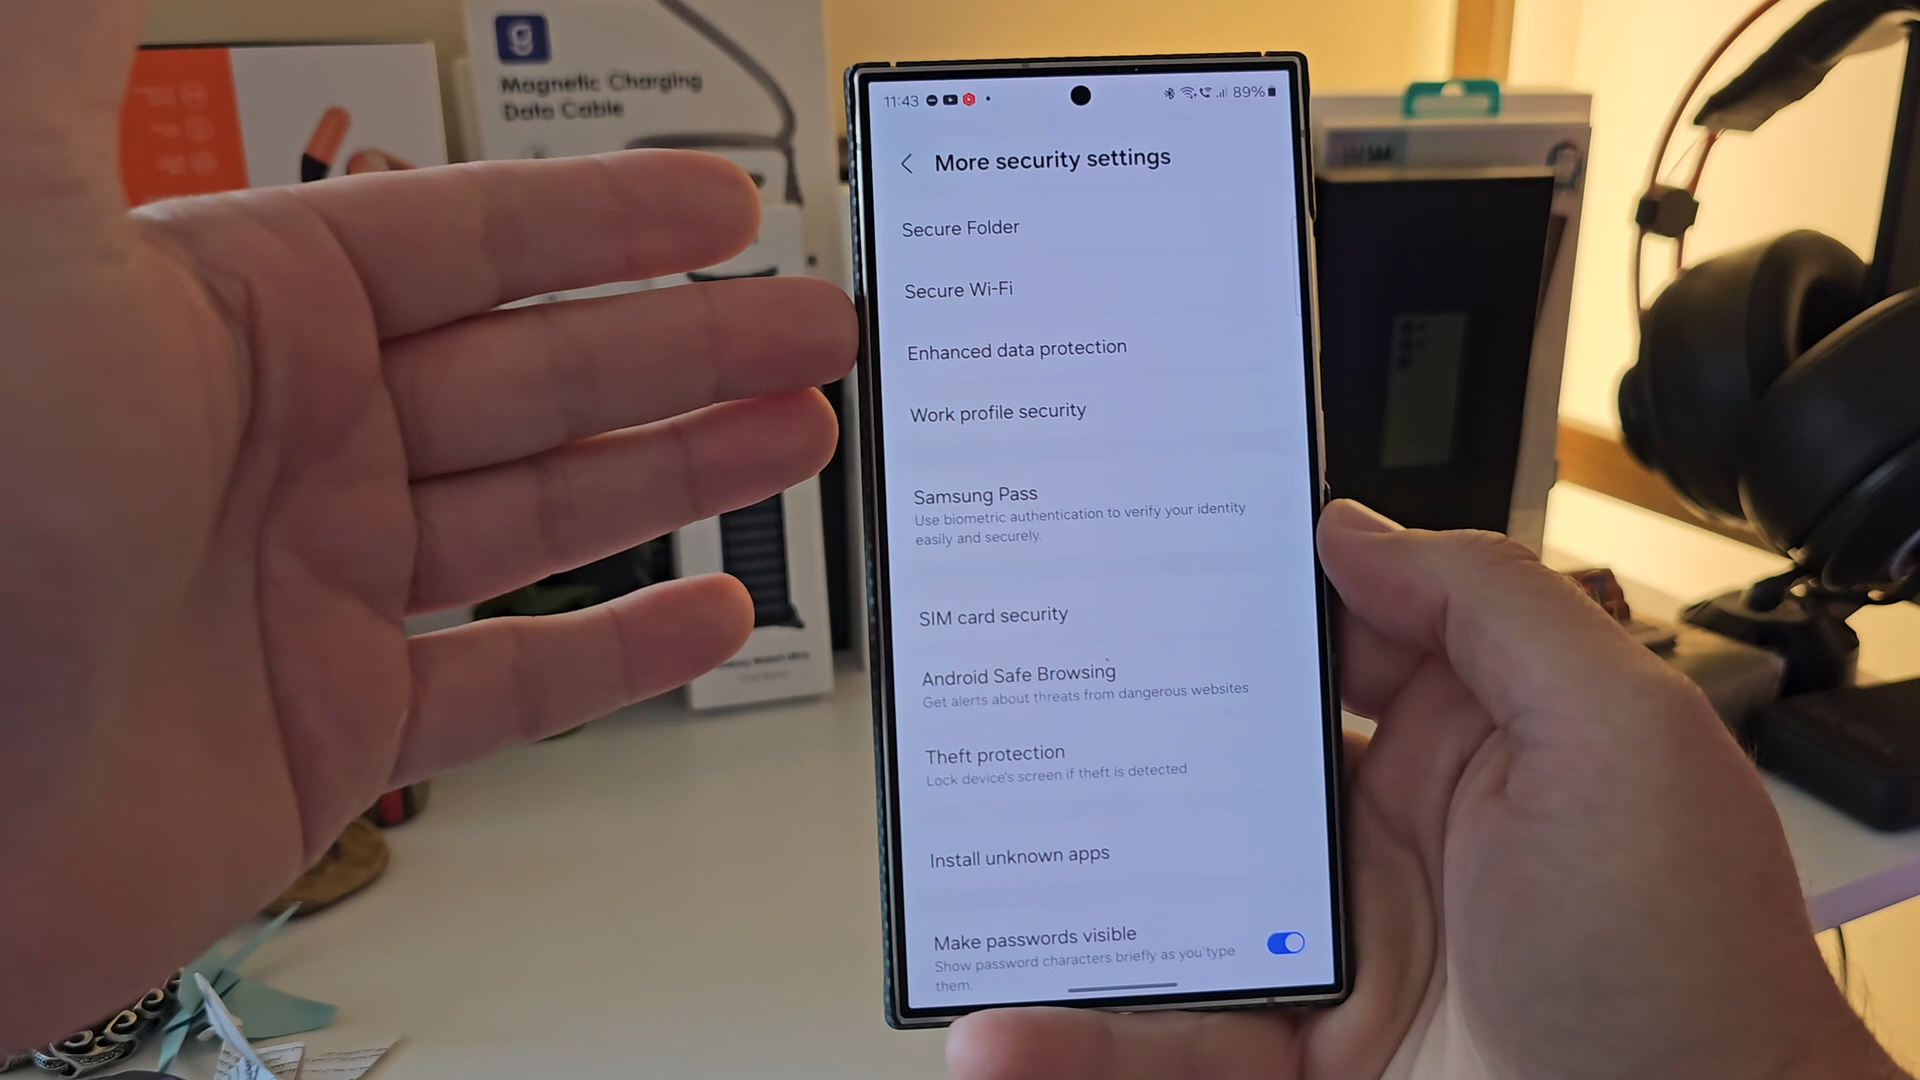 Magnetic Charging
Data Cable
11:43
89%
More security settings
Secure Folder
Secure Wi-Fi
Enhanced data protection
Work profile security
Samsung Pass
Use biometric authentication to verify your identity
easily and securely.
SIM card security
Android Safe Browsing
Get alerts about threats from dangerous websites
Theft protection
Lock device's screen if theft is detected
Install unknown apps
Make passwords visible
Show password characters briefly as you type
them.